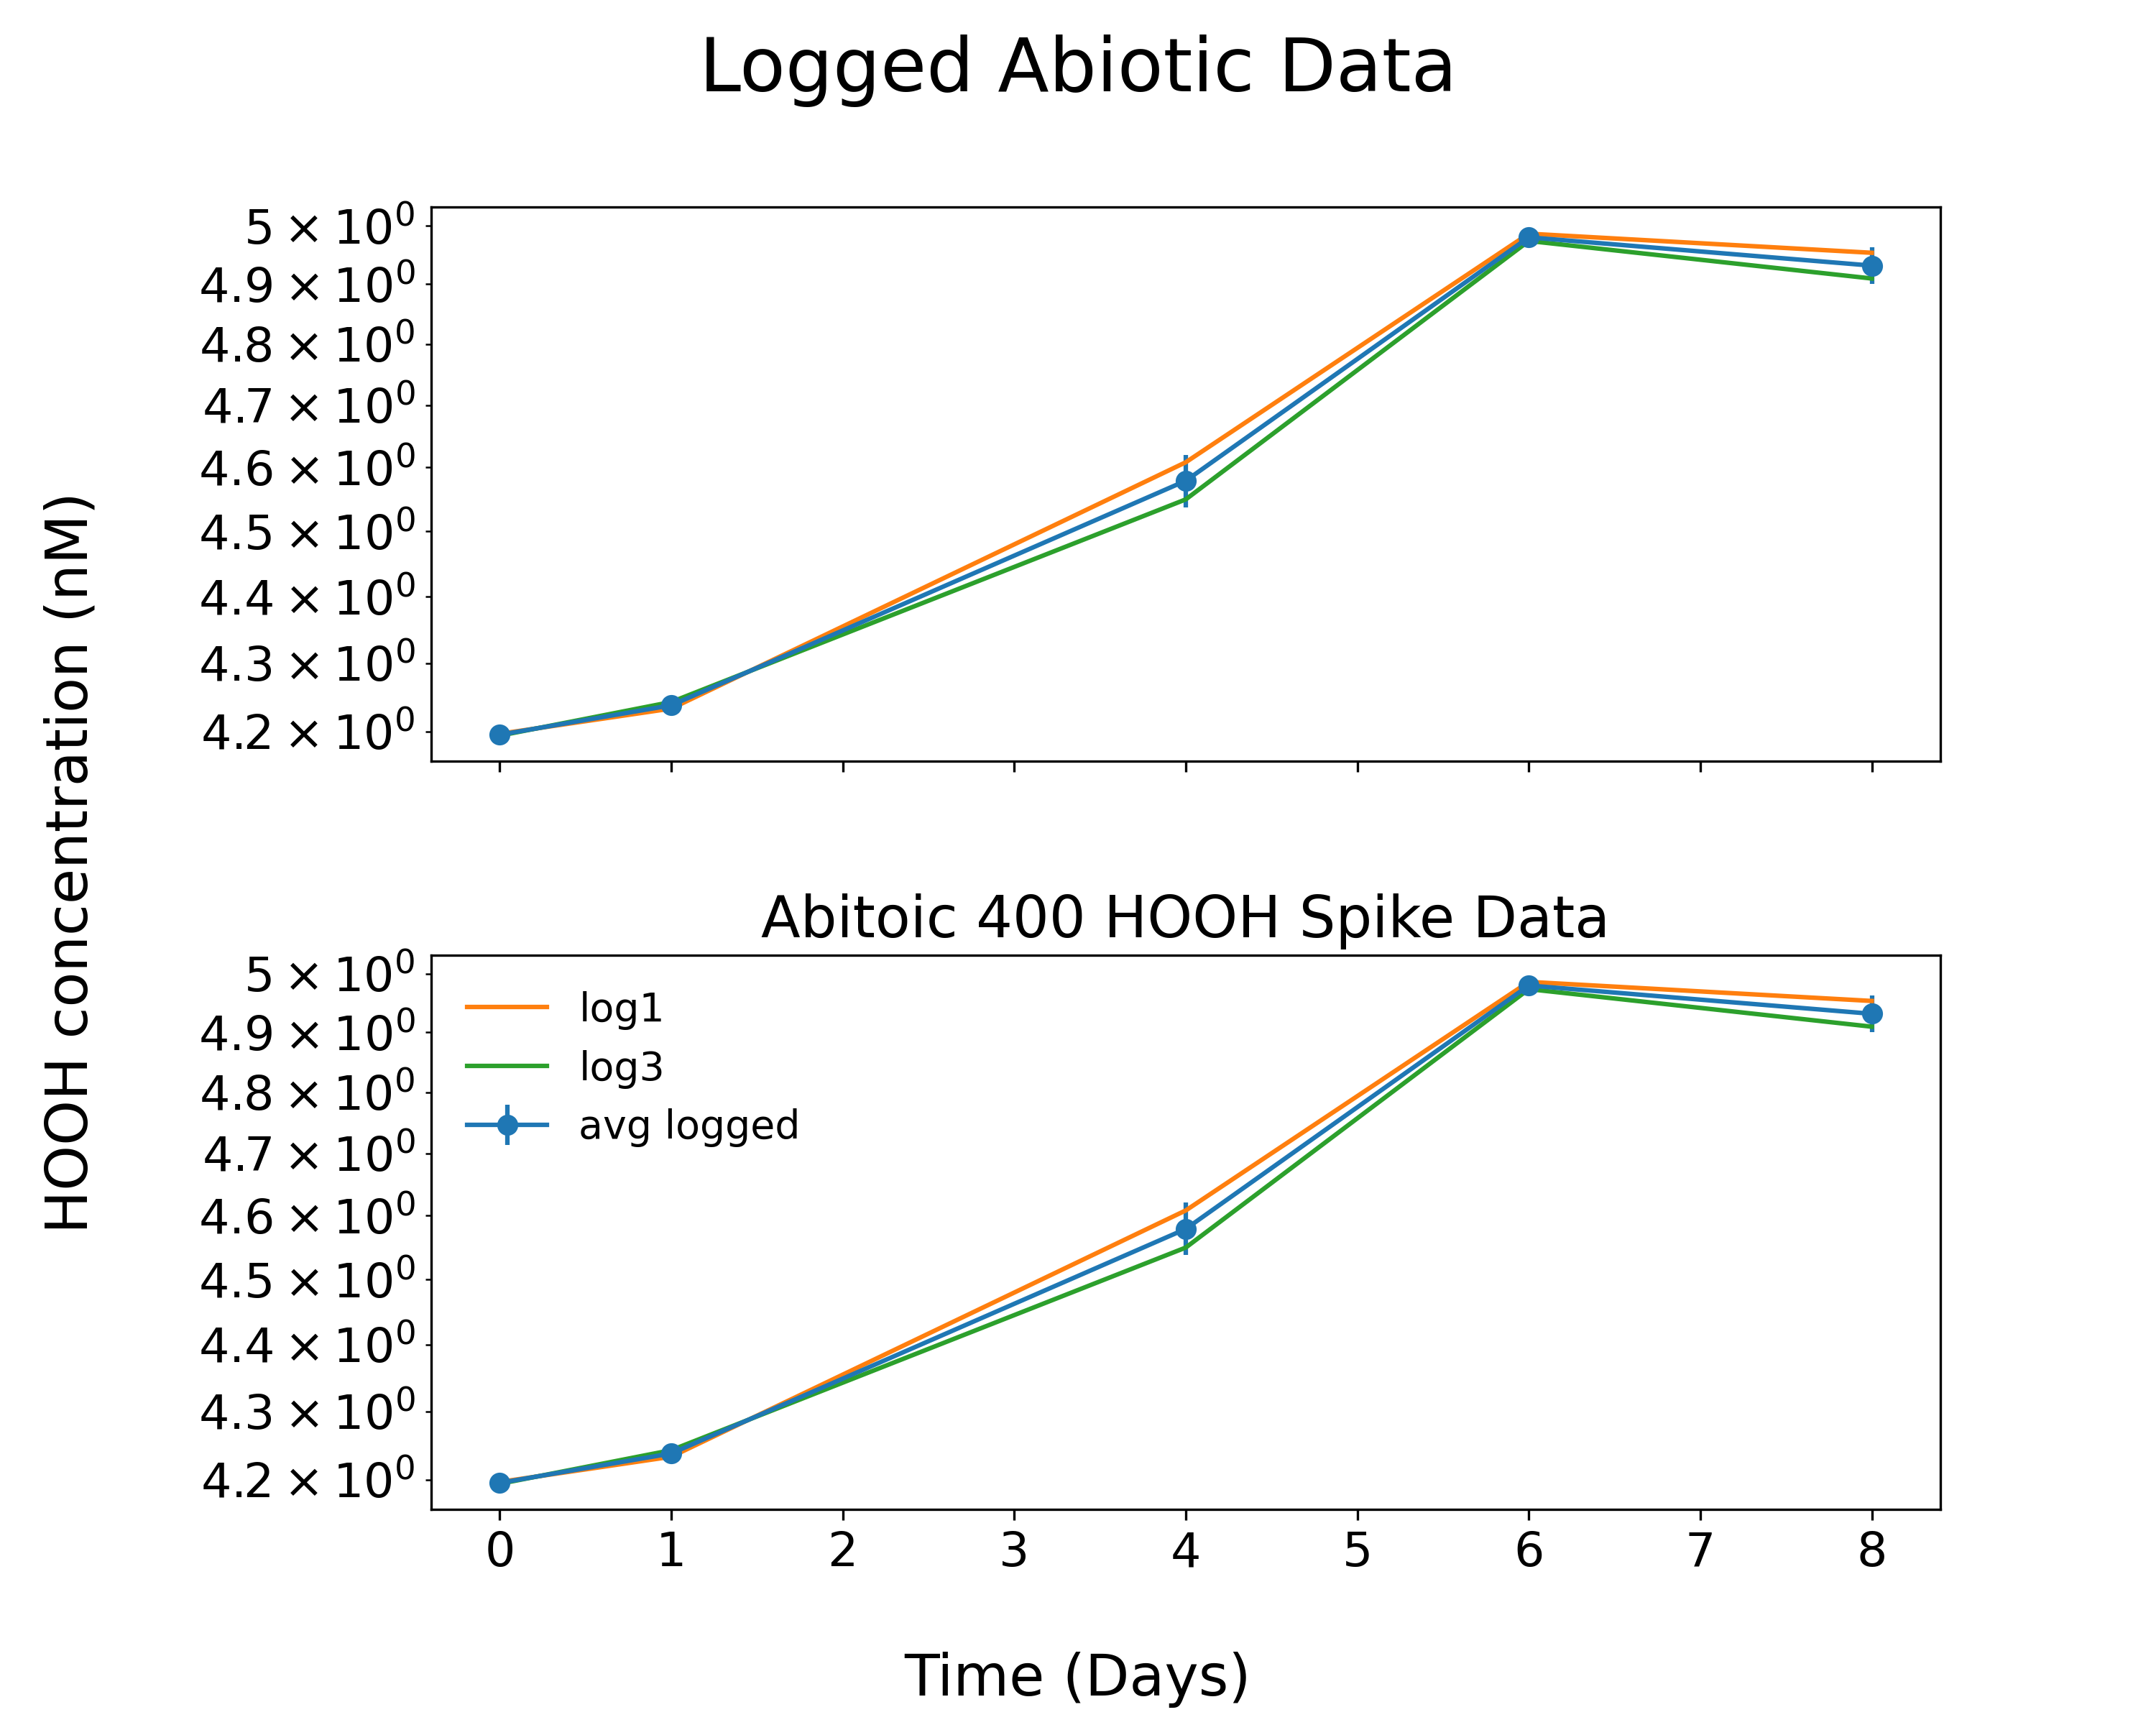 Logged Abiotic Data
HOOH concentration (nM)
5 × 10⁰
4.9 × 10⁰
4.8 × 10⁰
4.7 × 10⁰
4.6 × 10⁰
4.5 × 10⁰
4.4 × 10⁰
4.3 × 10⁰
4.2 × 10⁰
Abitoic 400 HOOH Spike Data
5 × 10⁰
4.9 × 10⁰
4.8 × 10⁰
4.7 × 10⁰
4.6 × 10⁰
4.5 × 10⁰
4.4 × 10⁰
4.3 × 10⁰
4.2 × 10⁰
log1
log3
avg logged
0 1 2 3 4 5 6 7 8
Time (Days)